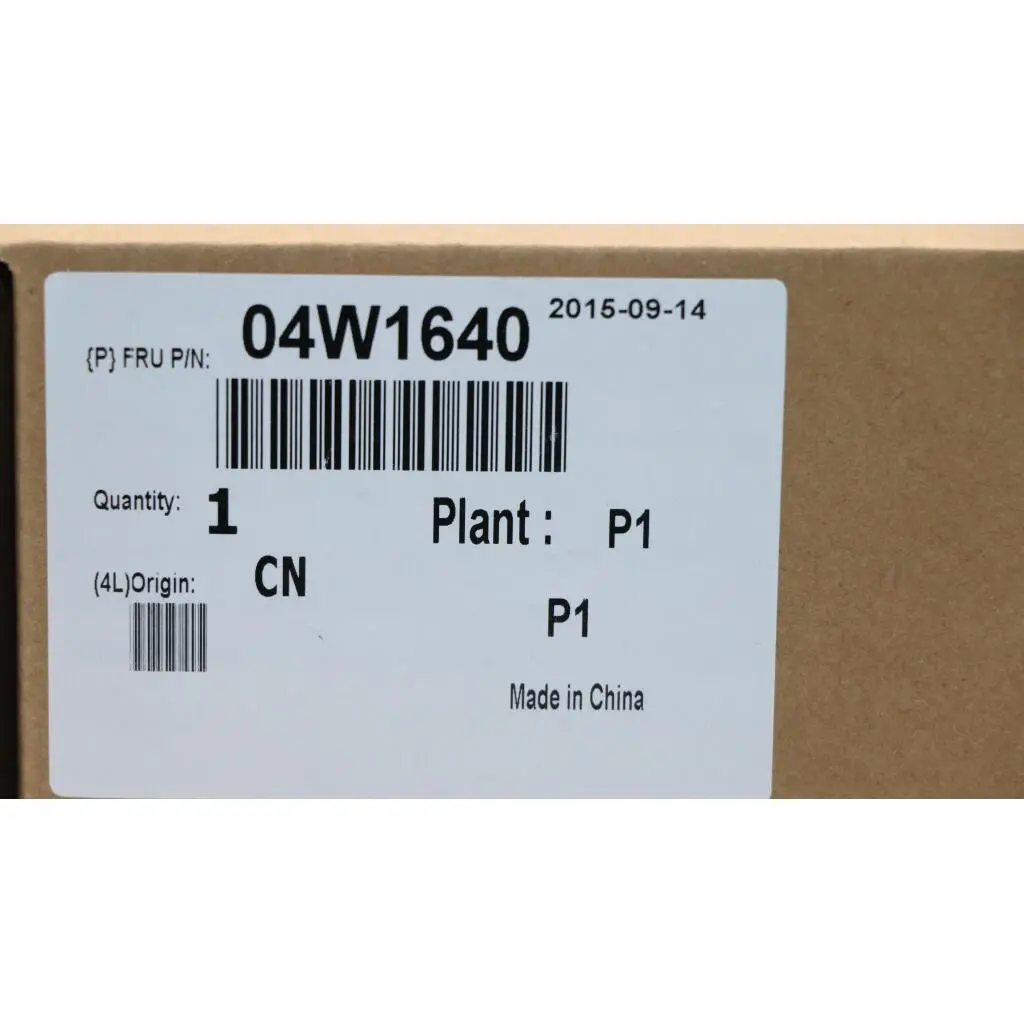 {P} FRU P/N: 04W1640 2015-09-14
Quantity: 1 Plant : P1
(4L)Origin: CN
P1
Made in China